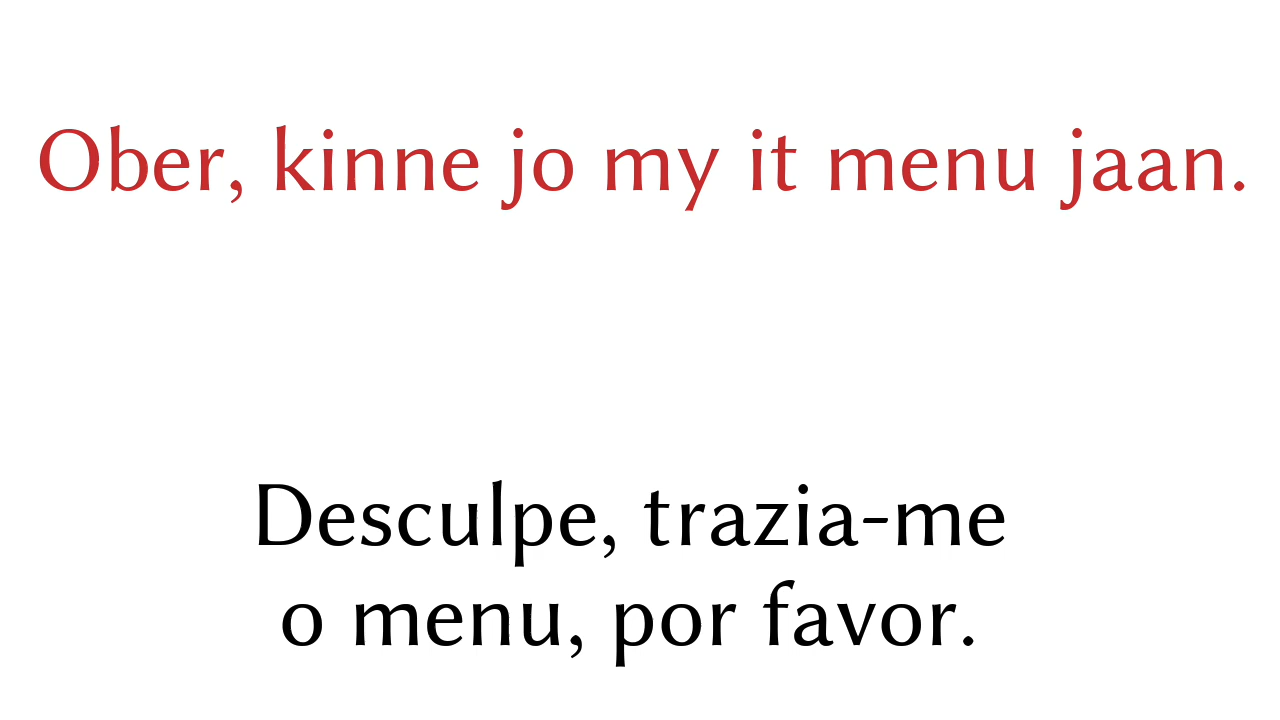 Ober, kinne jo my it menu jaan.
Desculpe, trazia-me
o menu, por favor.